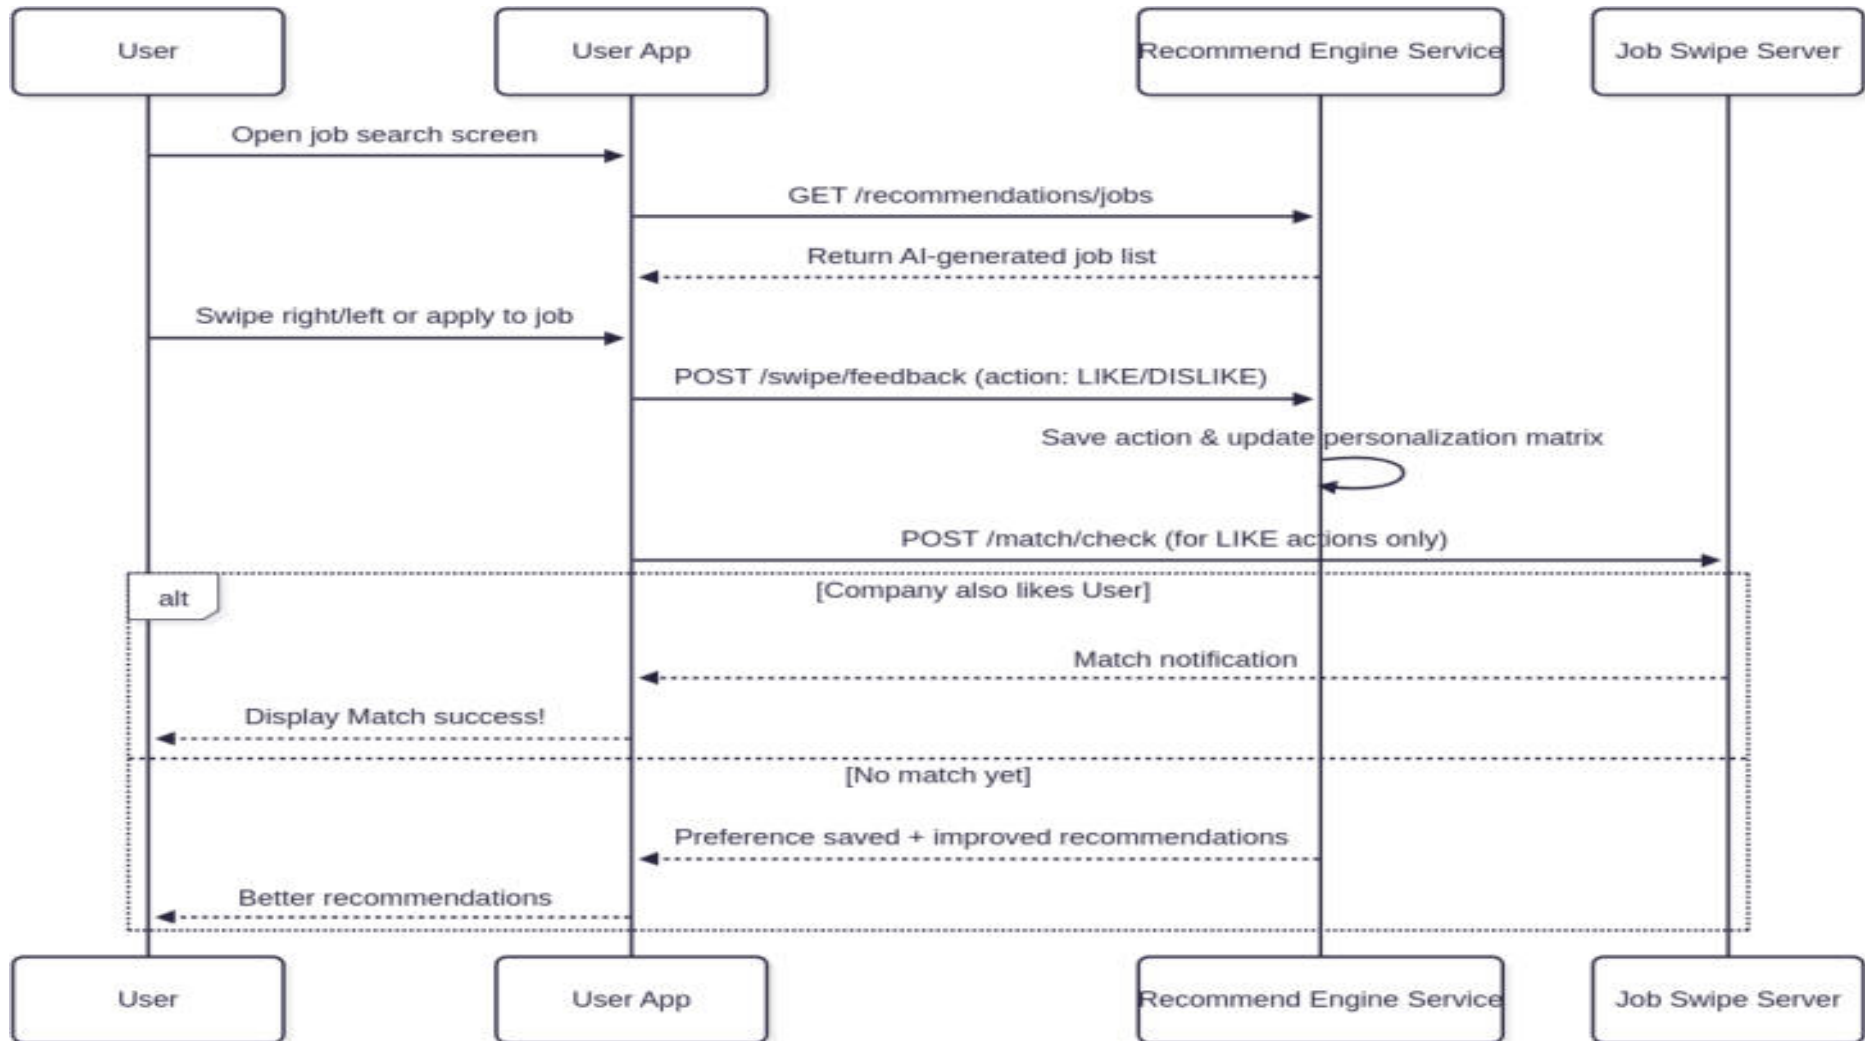 User
User App
Recommend Engine Service
Job Swipe Server
Open job search screen
GET /recommendations/jobs
Return AI-generated job list
Swipe right/left or apply to job
POST /swipe/feedback (action: LIKE/DISLIKE)
Save action & update personalization matrix
POST /match/check (for LIKE actions only)
alt
[Company also likes User]
Match notification
Display Match success!
[No match yet]
Preference saved + improved recommendations
Better recommendations
User
User App
Recommend Engine Service
Job Swipe Server